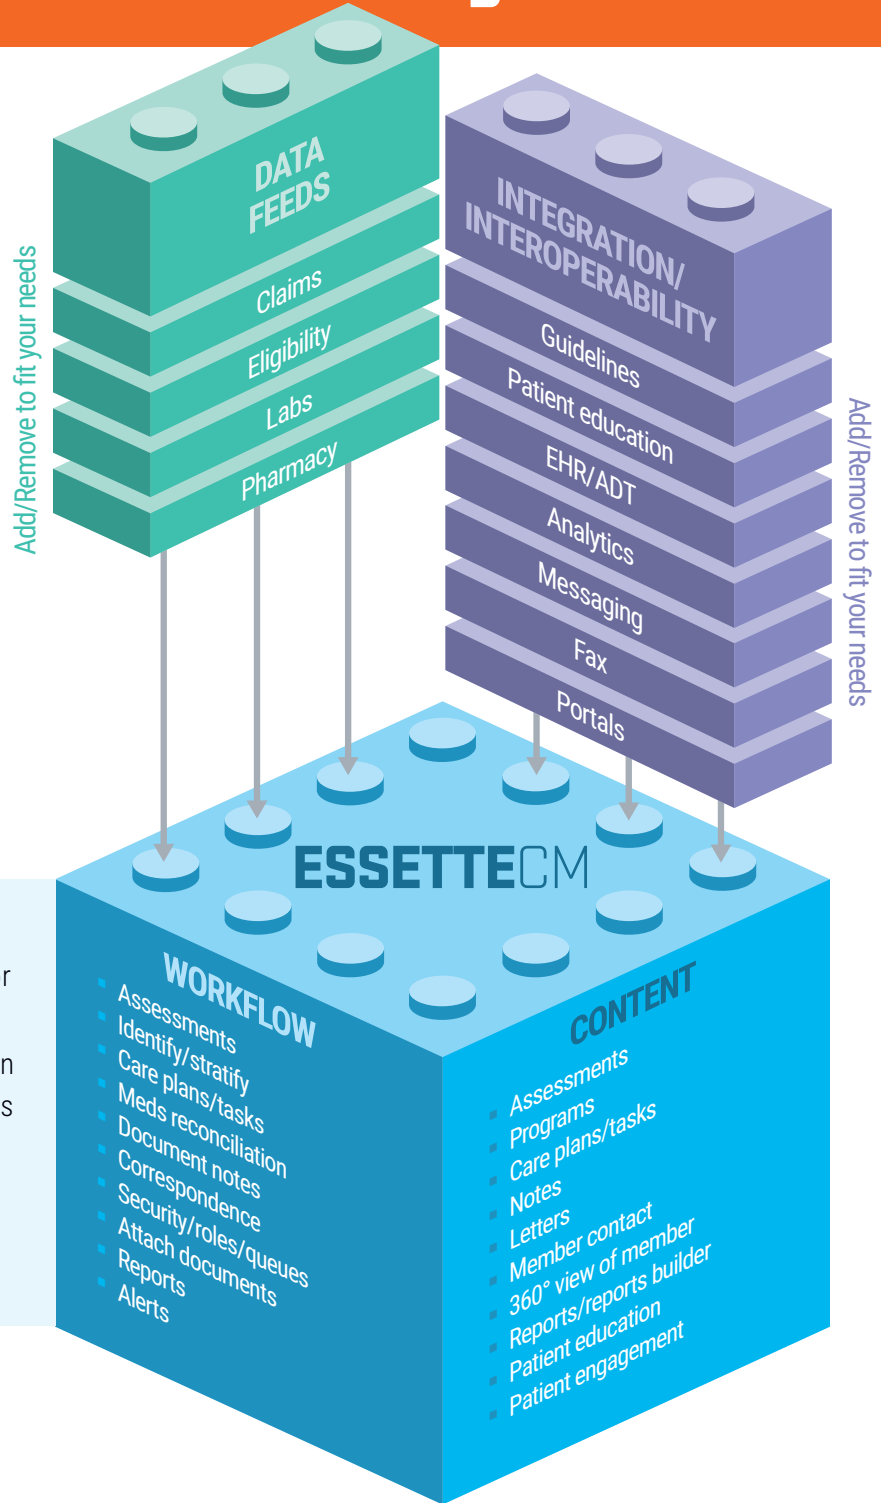 DATA
FEEDS
Claims
Eligibility
Labs
Pharmacy
Add/Remove to fit your needs
INTEGRATION/
INTEROPERABILITY
Guidelines
Patient education
EHR/ADT
Analytics
Messaging
Fax
Portals
Add/Remove to fit your needs
ESSETTECM
WORKFLOW
Assessments
Identify/stratify
Care plans/tasks
Meds reconciliation
Document notes
Correspondence
Security/roles/queues
Attach documents
Reports
Alerts
CONTENT
Assessments
Programs
Care plans/tasks
Notes
Letters
Member contact
360° view of member
Reports/reports builder
Patient education
Patient engagement